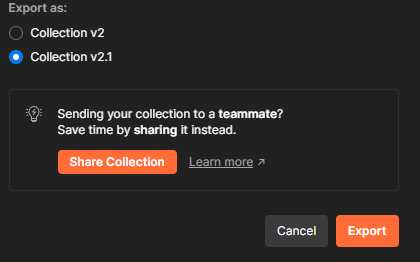 Export as:
Collection v2
Collection v2.1
Sending your collection to a teammate?
Save time by sharing it instead.
Share Collection
Learn more ↗
Cancel
Export